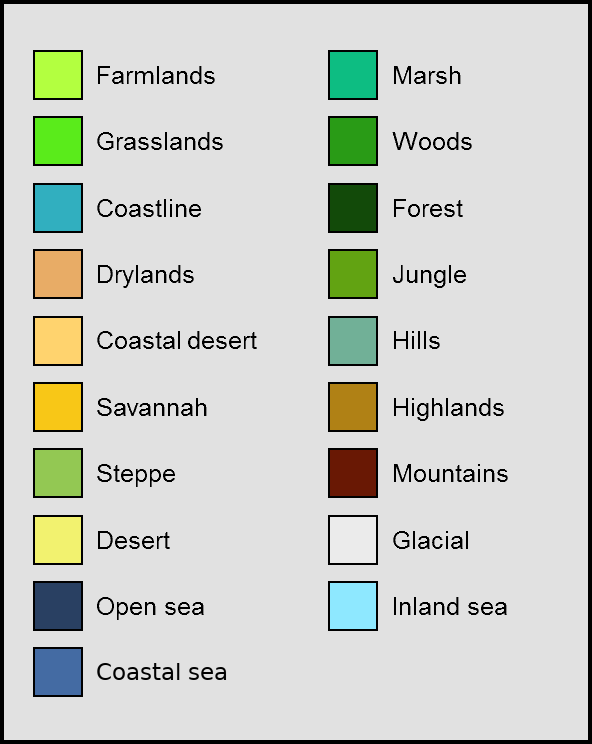 Farmlands
Grasslands
Coastline
Drylands
Coastal desert
Savannah
Steppe
Desert
Open sea
Coastal sea
Marsh
Woods
Forest
Jungle
Hills
Highlands
Mountains
Glacial
Inland sea